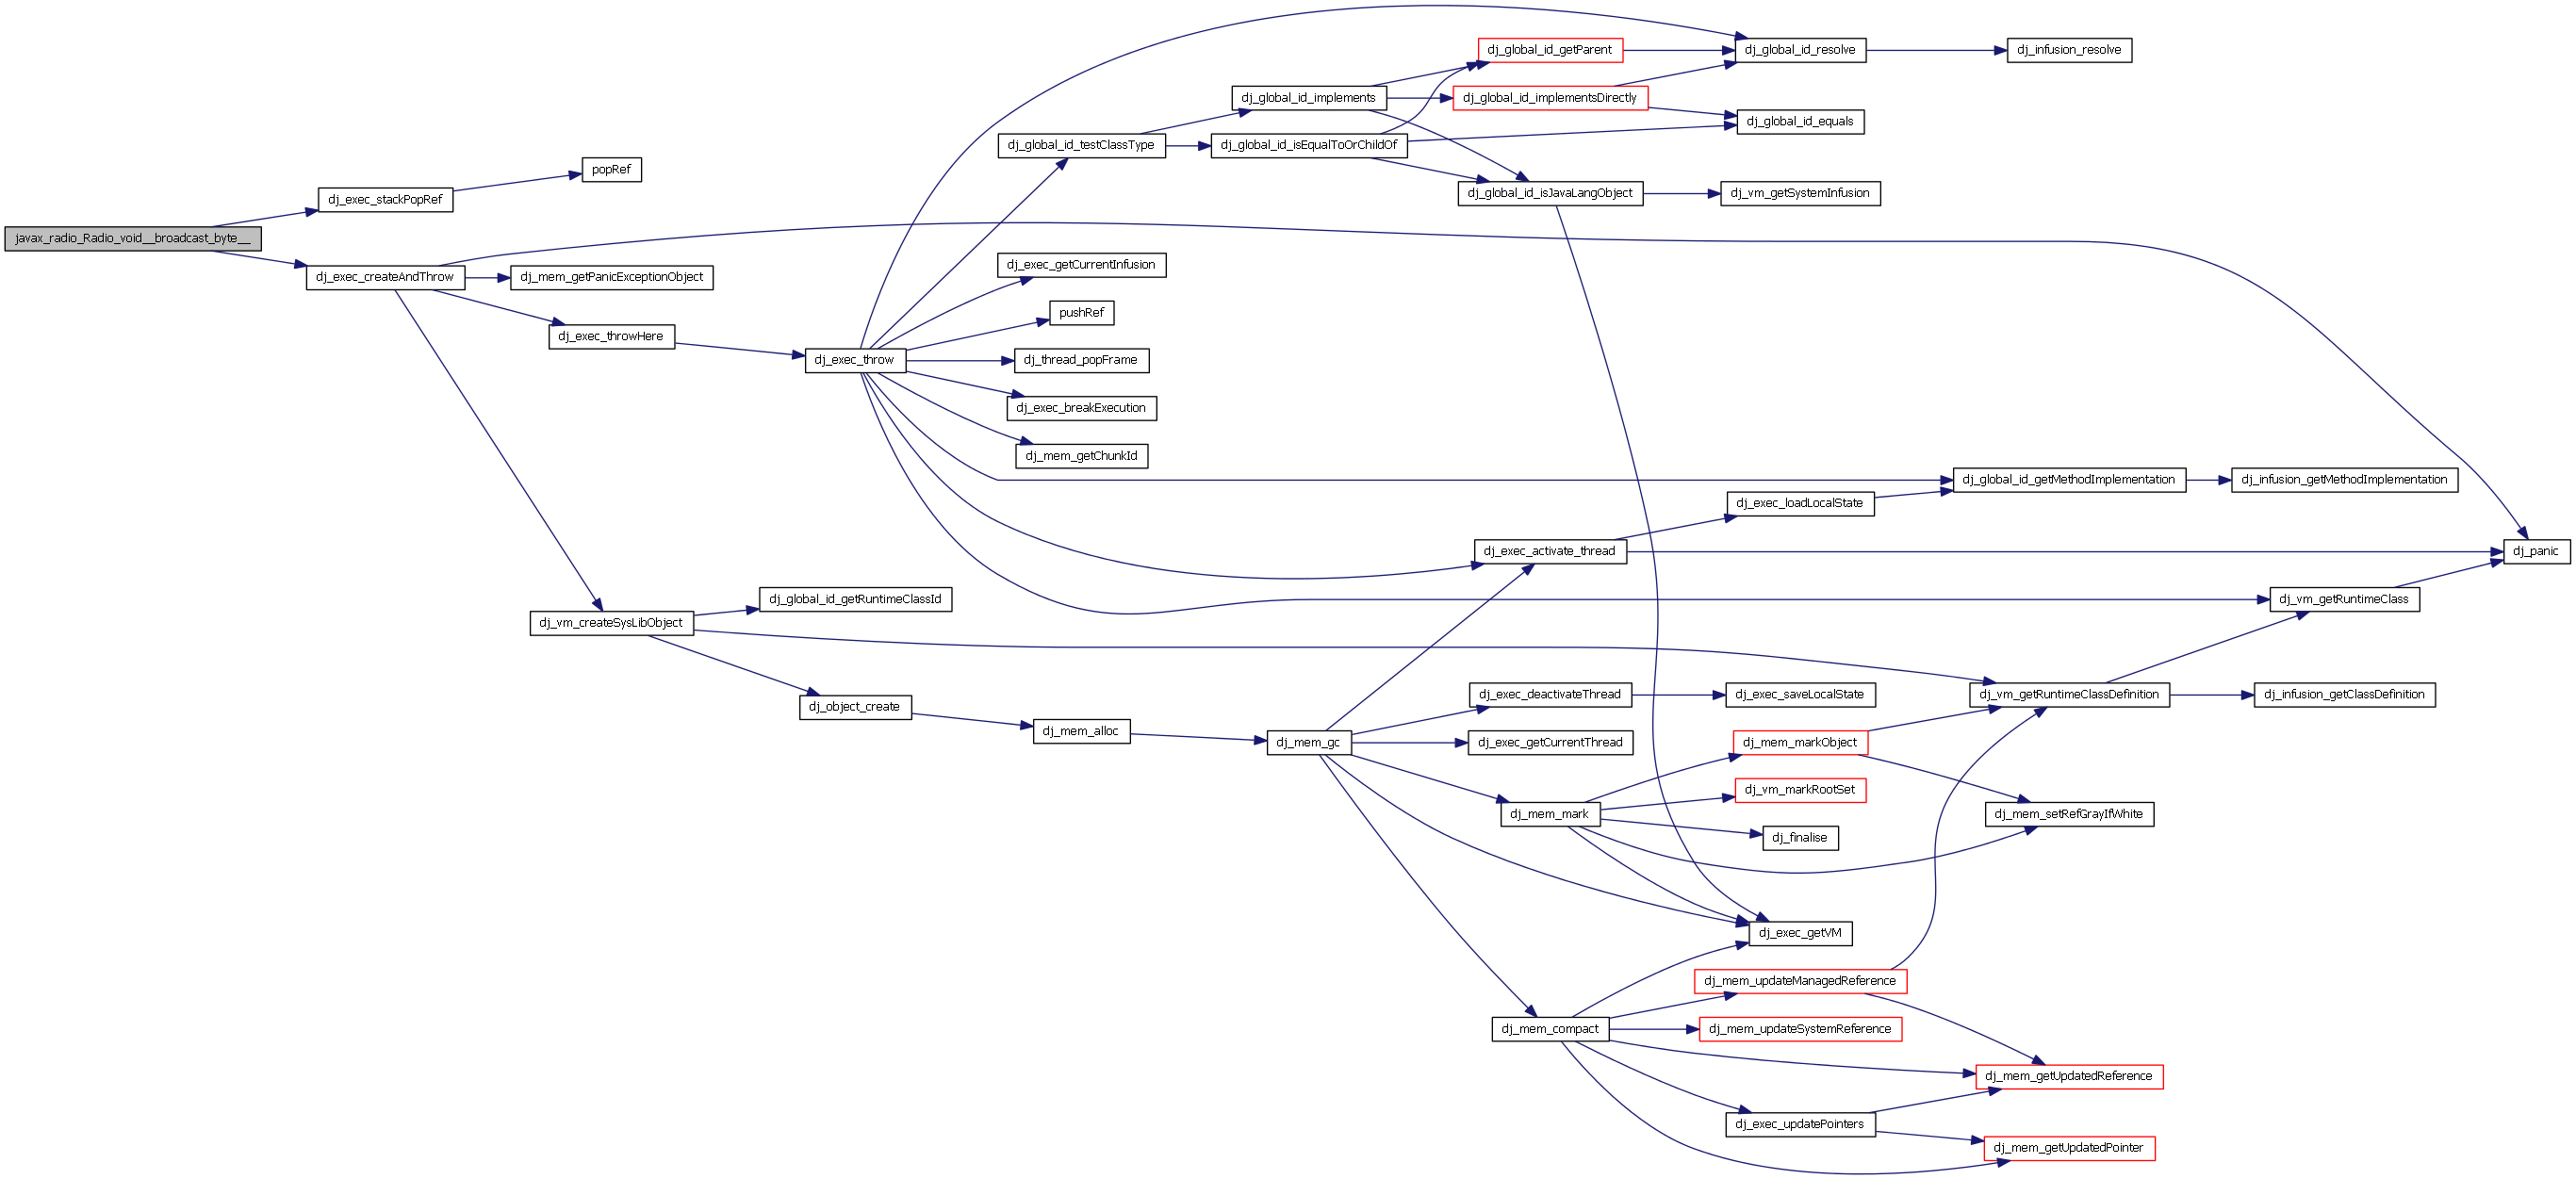 dj_global_id_getParent
dj_global_id_resolve
dj_infusion_resolve
dj_global_id_implements
dj_global_id_implementsDirectly
dj_global_id_equals
dj_global_id_testClassType
dj_global_id_isEqualToOrChildOf
popRef
dj_exec_stackPopRef
dj_global_id_isJavaLangObject
dj_vm_getSystemInfusion
javax_radio_Radio_void__broadcast_byte__
dj_exec_createAndThrow
dj_mem_getPanicExceptionObject
dj_exec_getCurrentInfusion
pushRef
dj_exec_throwHere
dj_exec_throw
dj_thread_popFrame
dj_exec_breakExecution
dj_mem_getChunkId
dj_global_id_getMethodImplementation
dj_infusion_getMethodImplementation
dj_exec_loadLocalState
dj_exec_activate_thread
dj_panic
dj_global_id_getRuntimeClassId
dj_vm_getRuntimeClass
dj_vm_createSysLibObject
dj_exec_deactivateThread
dj_exec_saveLocalState
dj_vm_getRuntimeClassDefinition
dj_infusion_getClassDefinition
dj_object_create
dj_mem_alloc
dj_mem_gc
dj_exec_getCurrentThread
dj_mem_markObject
dj_vm_markRootSet
dj_mem_mark
dj_mem_setRefGrayIfWhite
dj_finalise
dj_exec_getVM
dj_mem_updateManagedReference
dj_mem_compact
dj_mem_updateSystemReference
dj_mem_getUpdatedReference
dj_exec_updatePointers
dj_mem_getUpdatedPointer